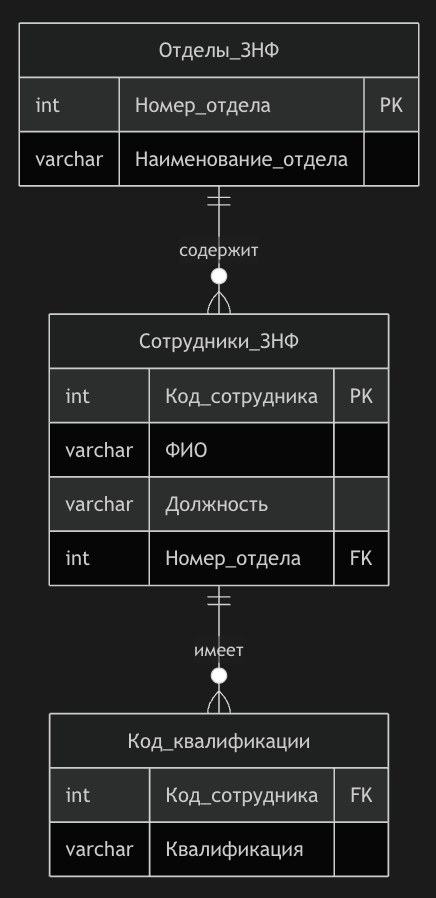 Отделы_3НФ
int Номер_отдела PK
varchar Наименование_отдела
содержит
Сотрудники_3НФ
int Код_сотрудника PK
varchar ФИО
varchar Должность
int Номер_отдела FK
имеет
Код_квалификации
int Код_сотрудника FK
varchar Квалификация